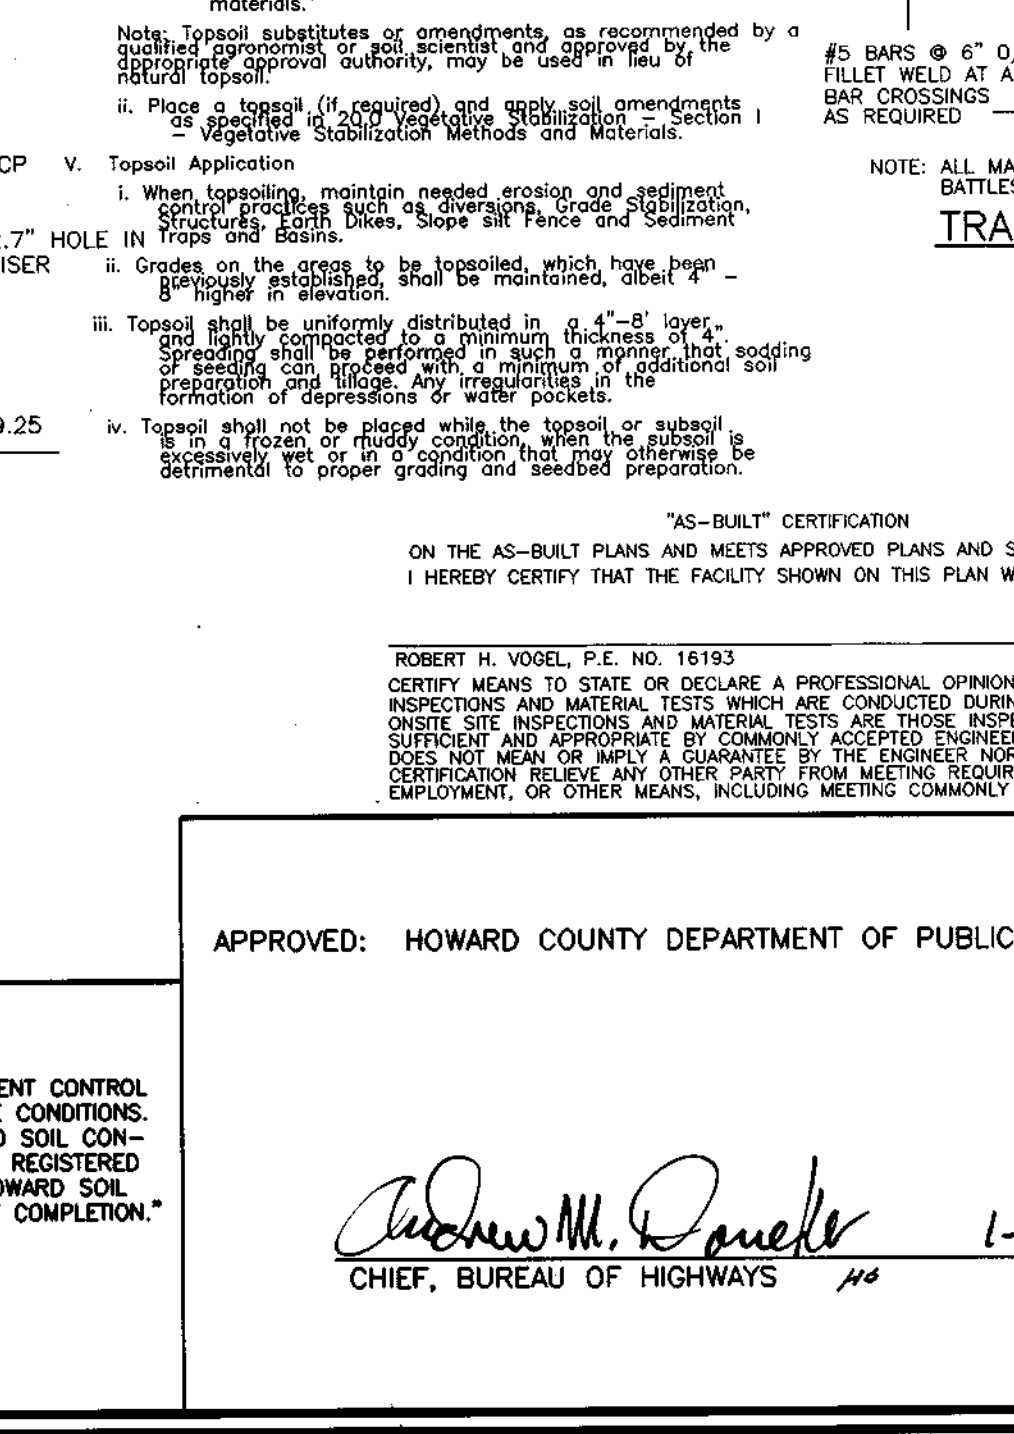 materials.
Note: Topsoil substitutes or amendments, as recommended by a
qualified agronomist or soil scientist and approved by the
appropriate approval authority, may be used in lieu of
natural topsoil.
ii. Place a topsoil (if required) and apply soil amendments
as specified in 20.0 Vegetative Stabilization - Section I
- Vegetative Stabilization Methods and Materials.
CP
V. Topsoil Application
i. When topsoiling, maintain needed erosion and sediment
control practices such as diversions, Grade Stabilization,
Structures, Earth Dikes, Slope silt Fence and Sediment
Traps and Basins.
.7" HOLE IN
ISER
ii. Grades on the areas to be topsoiled, which have been
previously established, shall be maintained, albeit 4" -
8" higher in elevation.
iii. Topsoil shall be uniformly distributed in a 4"-8' layer
and lightly compacted to a minimum thickness of 4".
Spreading shall be performed in such a manner that sodding
or seeding can proceed with a minimum of additional soil
preparation and tillage. Any irregularities in the
formation of depressions or water pockets.
9.25
iv. Topsoil shall not be placed while the topsoil or subsoil
is in a frozen or muddy condition, when the subsoil is
excessively wet or in a condition that may otherwise be
detrimental to proper grading and seedbed preparation.
#5 BARS @ 6" O
FILLET WELD AT A
BAR CROSSINGS
AS REQUIRED
NOTE: ALL MA
BATTLES
TRA
"AS-BUILT" CERTIFICATION
ON THE AS-BUILT PLANS AND MEETS APPROVED PLANS AND S
I HEREBY CERTIFY THAT THE FACILITY SHOWN ON THIS PLAN W
ROBERT H. VOGEL, P.E. NO. 16193
CERTIFY MEANS TO STATE OR DECLARE A PROFESSIONAL OPINION
INSPECTIONS AND MATERIAL TESTS WHICH ARE CONDUCTED DURIN
ONSITE SITE INSPECTIONS AND MATERIAL TESTS ARE THOSE INSPE
SUFFICIENT AND APPROPRIATE BY COMMONLY ACCEPTED ENGINEE
DOES NOT MEAN OR IMPLY A GUARANTEE BY THE ENGINEER NOR
CERTIFICATION RELIEVE ANY OTHER PARTY FROM MEETING REQUIR
EMPLOYMENT, OR OTHER MEANS, INCLUDING MEETING COMMONLY
APPROVED: HOWARD COUNTY DEPARTMENT OF PUBLIC
ENT CONTROL
CONDITIONS.
D SOIL CON-
REGISTERED
OWARD SOIL
COMPLETION."
Andrew M. 1-
CHIEF, BUREAU OF HIGHWAYS